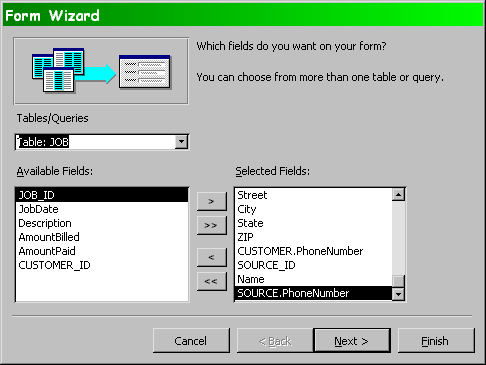 Form Wizard
Which fields do you want on your form?
You can choose from more than one table or query.
Tables/Queries
Table: JOB
Available Fields:
JOB_ID
JobDate
Description
AmountBilled
AmountPaid
CUSTOMER_ID
>
>>
<
<<
Selected Fields:
Street
City
State
ZIP
CUSTOMER.PhoneNumber
SOURCE_ID
Name
SOURCE.PhoneNumber
Cancel
< Back
Next >
Finish